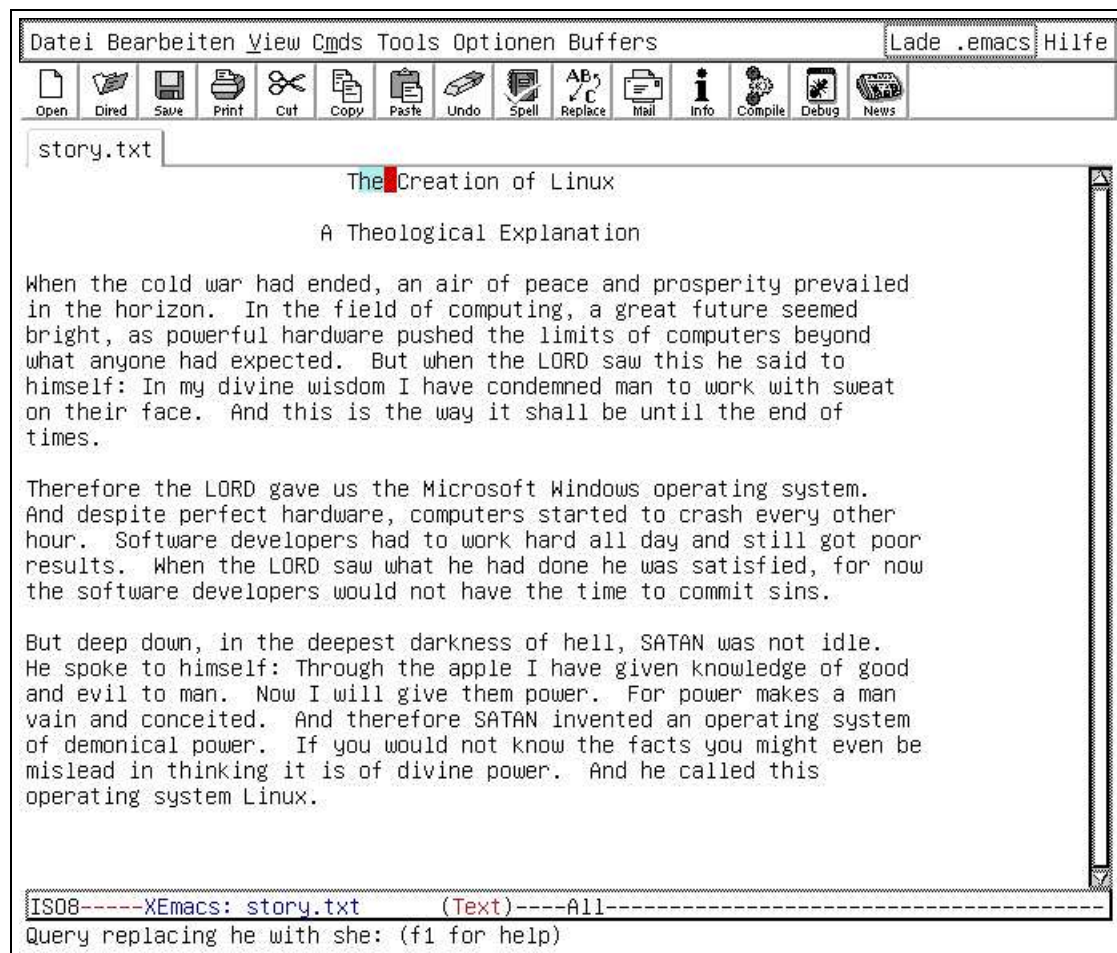 Datei Bearbeiten View Cmds Tools Optionen Buffers Lade .emacs Hilfe
Open Dired Save Print Cut Copy Paste Undo Spell Replace Mail Info Compile Debug News
story.txt
The Creation of Linux
A Theological Explanation
When the cold war had ended, an air of peace and prosperity prevailed
in the horizon. In the field of computing, a great future seemed
bright, as powerful hardware pushed the limits of computers beyond
what anyone had expected. But when the LORD saw this he said to
himself: In my divine wisdom I have condemned man to work with sweat
on their face. And this is the way it shall be until the end of
times.
Therefore the LORD gave us the Microsoft Windows operating system.
And despite perfect hardware, computers started to crash every other
hour. Software developers had to work hard all day and still got poor
results. When the LORD saw what he had done he was satisfied, for now
the software developers would not have the time to commit sins.
But deep down, in the deepest darkness of hell, SATAN was not idle.
He spoke to himself: Through the apple I have given knowledge of good
and evil to man. Now I will give them power. For power makes a man
vain and conceited. And therefore SATAN invented an operating system
of demonical power. If you would not know the facts you might even be
mislead in thinking it is of divine power. And he called this
operating system Linux.
ISO8-----XEmacs: story.txt (Text)----All--------------------------------------
Query replacing he with she: (f1 for help)